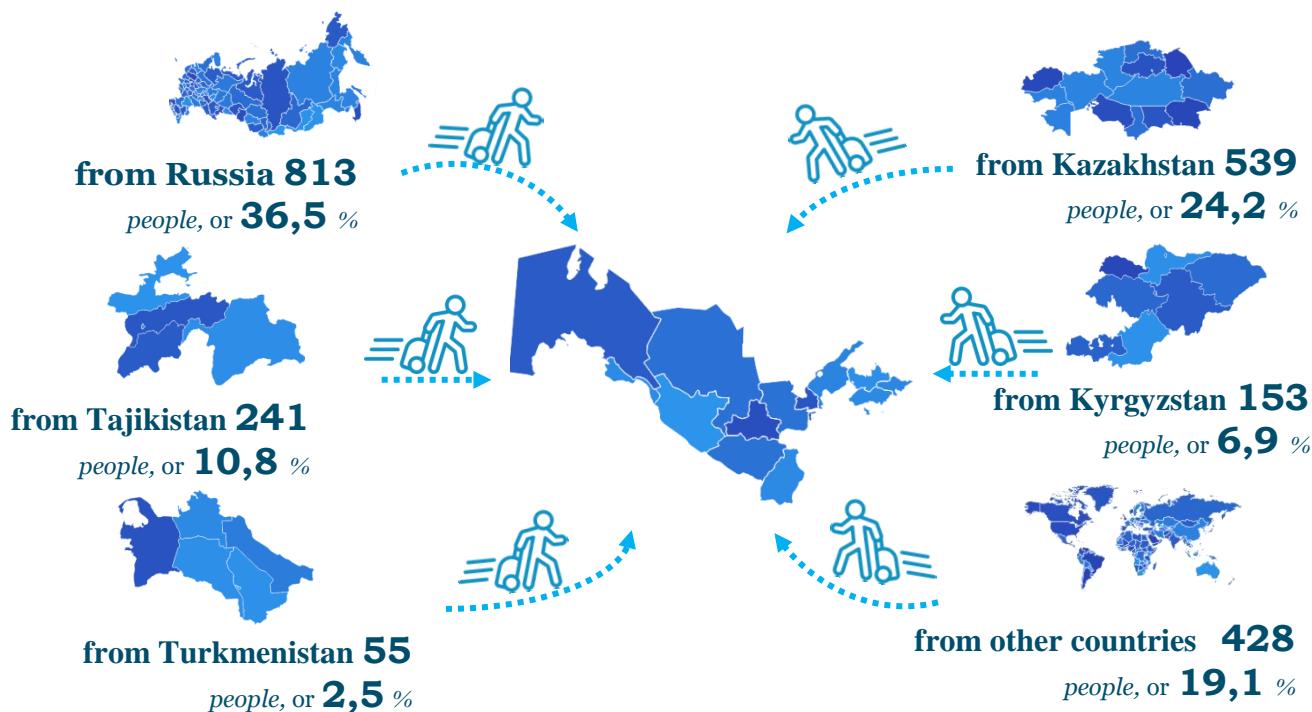 from Russia 813
people, or 36,5 %
from Kazakhstan 539
people, or 24,2 %
from Tajikistan 241
people, or 10,8 %
from Kyrgyzstan 153
people, or 6,9 %
from Turkmenistan 55
people, or 2,5 %
from other countries 428
people, or 19,1 %